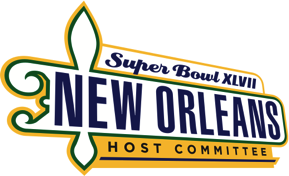 Super Bowl XLVII
NEW ORLEANS
HOST COMMITTEE